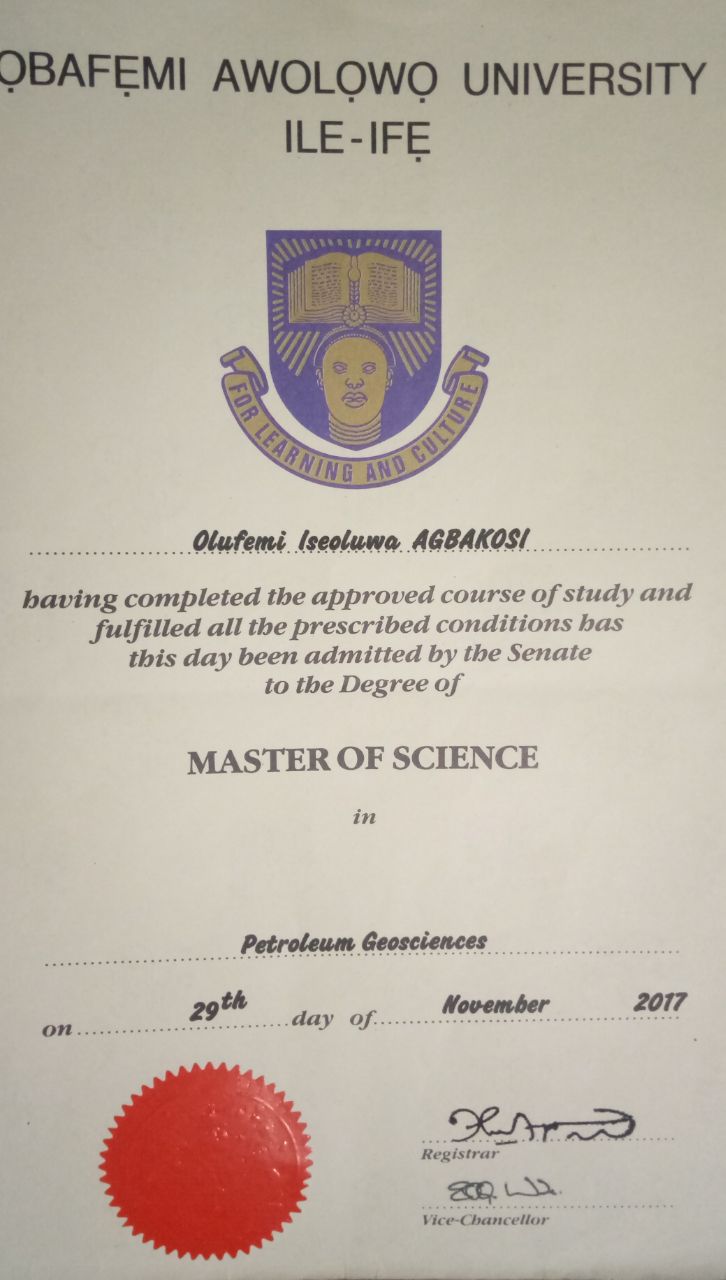 ỌBAFẸMI AWOLỌWỌ UNIVERSITY
ILE-IFẸ
FOR LEARNING AND CULTURE
Olufemi Iseoluwa AGBAKOSI
having completed the approved course of study and
fulfilled all the prescribed conditions has
this day been admitted by the Senate
to the Degree of
MASTER OF SCIENCE
in
Petroleum Geosciences
on 29th day of November 2017
Registrar
Vice-Chancellor